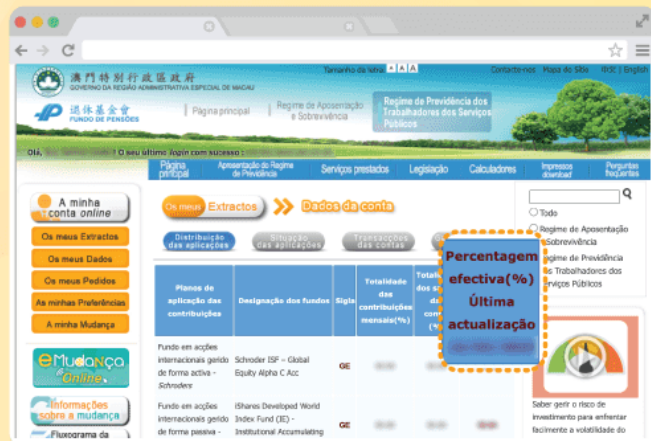 Tamanho da letra A A A
Contacte-nos Mapa do Sítio 中文 | English
澳門特別行政區政府
GOVERNO DA REGIÃO ADMINISTRATIVA ESPECIAL DE MACAU
退休基金會
FUNDO DE PENSÕES
Página principal
Regime de Aposentação
e Sobrevivência
Regime de Previdência dos
Trabalhadores dos Serviços
Públicos
Olá,
! O seu último login com sucesso :
Página
principal
Apresentação do Regime
de Previdência
Serviços prestados
Legislação
Calculadores
Impressos
download
Perguntas
frequentes
A minha
conta online
Os meus Extractos
Os meus Dados
Os meus Pedidos
As minhas Preferências
A minha Mudança
eMudança
Online
Informações
sobre a mudança
Fluxograma da
Os meus Extractos
Dados da conta
Distribuição
das aplicações
Situação
das aplicações
Transacções
das contas
Planos de
aplicação das
contribuições
Designação dos fundos
Sigla
Totalidade
das
contribuições
mensais(%)
Percentagem
efectiva(%)
Última
actualização
Fundo em acções
internacionais gerido
de forma activa -
Schroders
Schroder ISF – Global
Equity Alpha C Acc
GE
Fundo em acções
internacionais gerido
de forma passiva -
iShares Developed World
Index Fund (IE) -
Institutional Accumulating
GE
Todo
Regime de Aposentação
Sobrevivência
Regime de Previdência
Trabalhadores dos
Serviços Públicos
Saber gerir o risco de
investimento para enfrentar
facilmente a volatilidade do